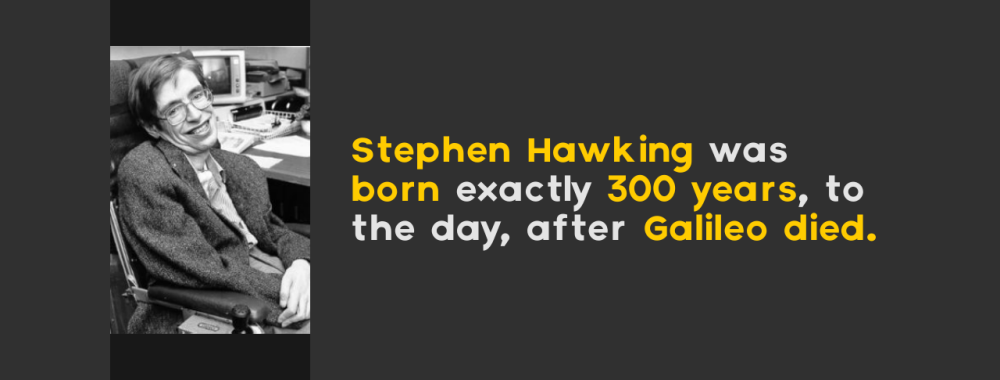 Stephen Hawking was
born exactly 300 years, to
the day, after Galileo died.